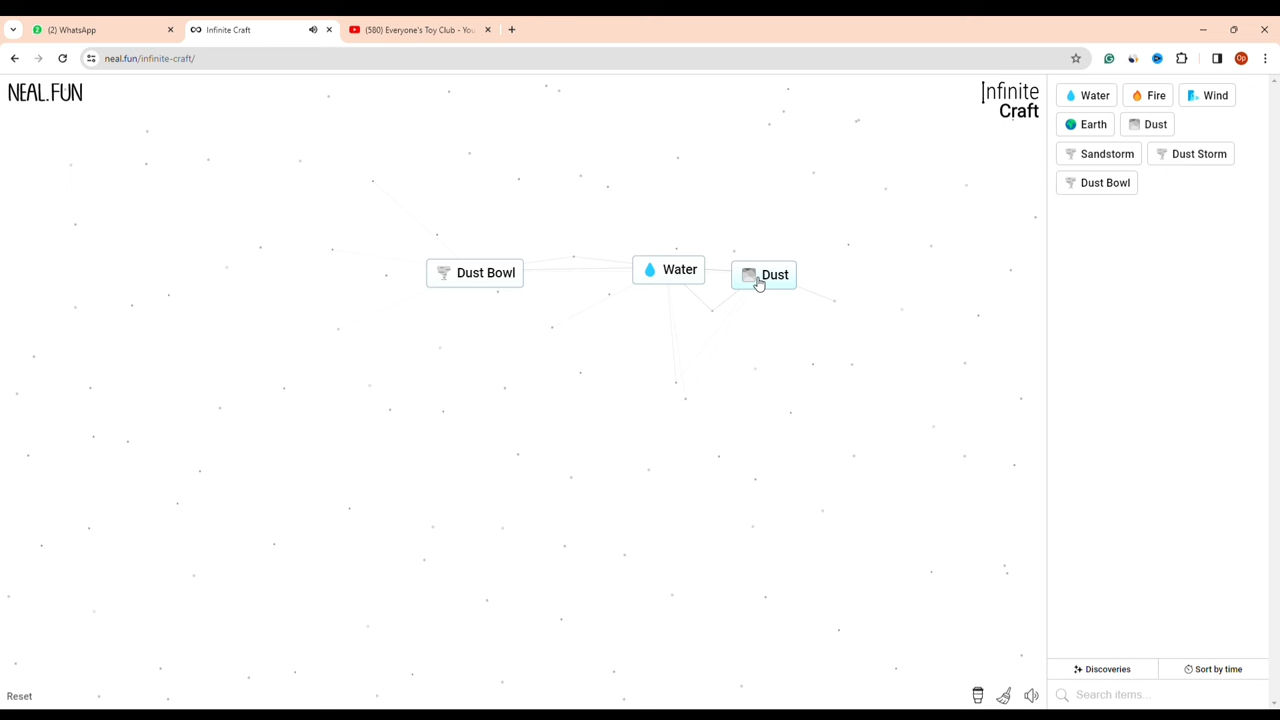 (2) WhatsApp
Infinite Craft
(580) Everyone's Toy Club - You
neal.fun/infinite-craft/
Op
NEAL.FUN
Infinite
Craft
Water
Fire
Wind
Earth
Dust
Sandstorm
Dust Storm
Dust Bowl
Dust Bowl
Water
Dust
Discoveries
Sort by time
Reset
Search items...